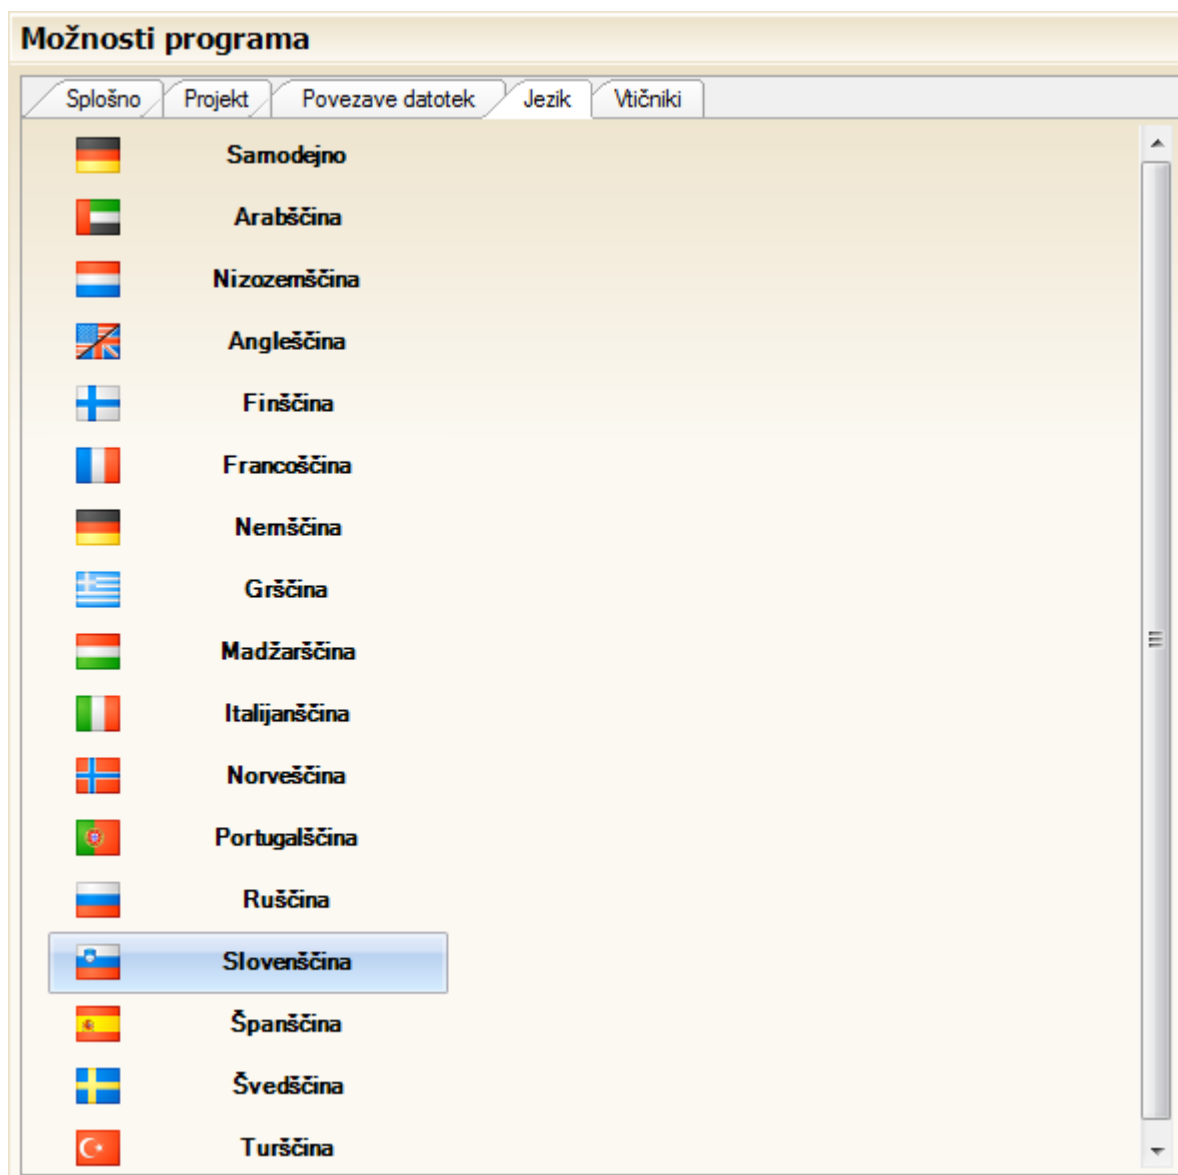 Možnosti programa
Splošno Projekt Povezave datotek Jezik Vtičniki
Samodejno
Arabščina
Nizozemščina
Angleščina
Finščina
Francoščina
Nemščina
Grščina
Madžarščina
Italijanščina
Norveščina
Portugalščina
Ruščina
Slovenščina
Španščina
Švedščina
Turščina